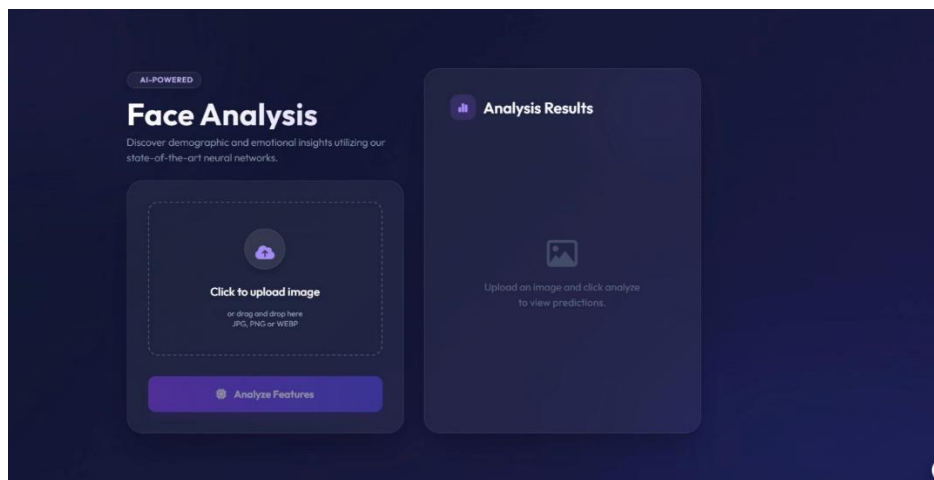 AI-POWERED
Face Analysis
Discover demographic and emotional insights utilizing our
state-of-the-art neural networks.
Click to upload image
or drag and drop here
JPG, PNG or WEBP
Analyze Features
Analysis Results
Upload an image and click analyze
to view predictions.